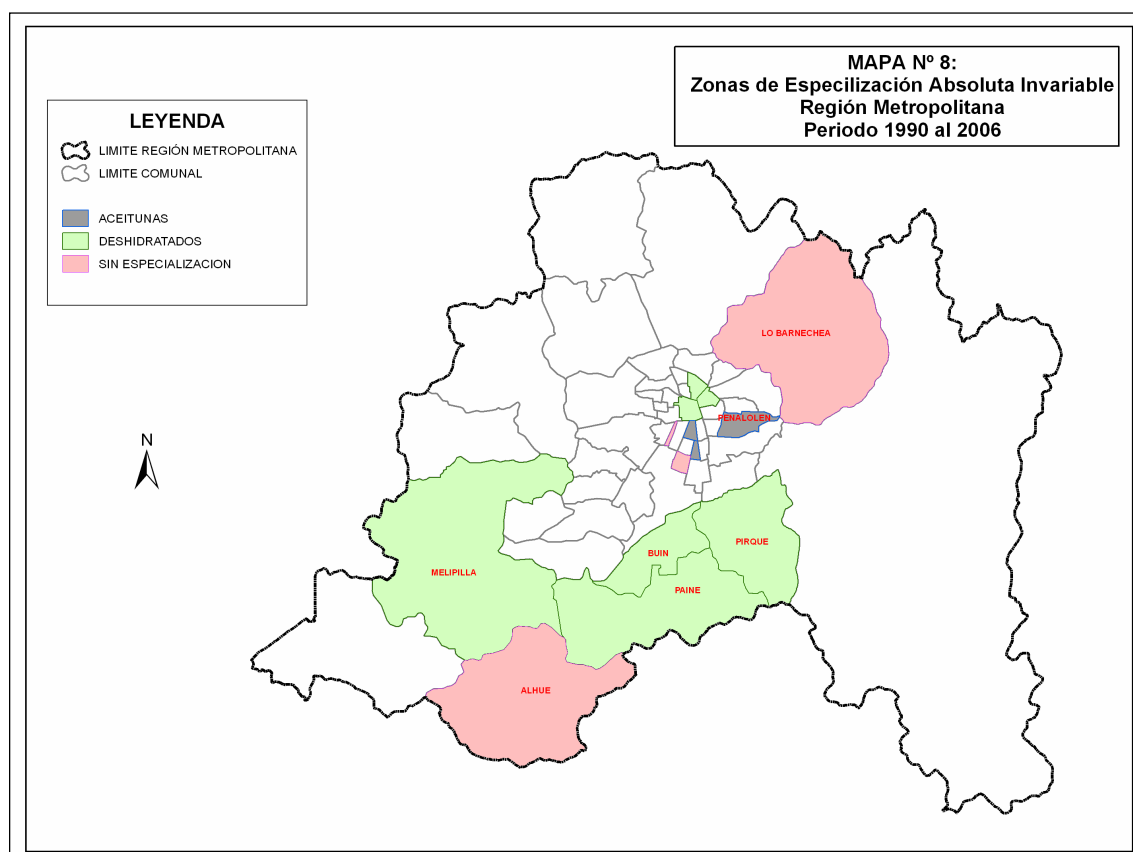 MAPA Nº 8:
Zonas de Especilización Absoluta Invariable
Región Metropolitana
Periodo 1990 al 2006
LEYENDA
LIMITE REGIÓN METROPOLITANA
LIMITE COMUNAL
ACEITUNAS
DESHIDRATADOS
SIN ESPECIALIZACION
LO BARNECHEA
PEÑALOLEN
N
PIRQUE
BUIN
MELIPILLA
PAINE
ALHUE